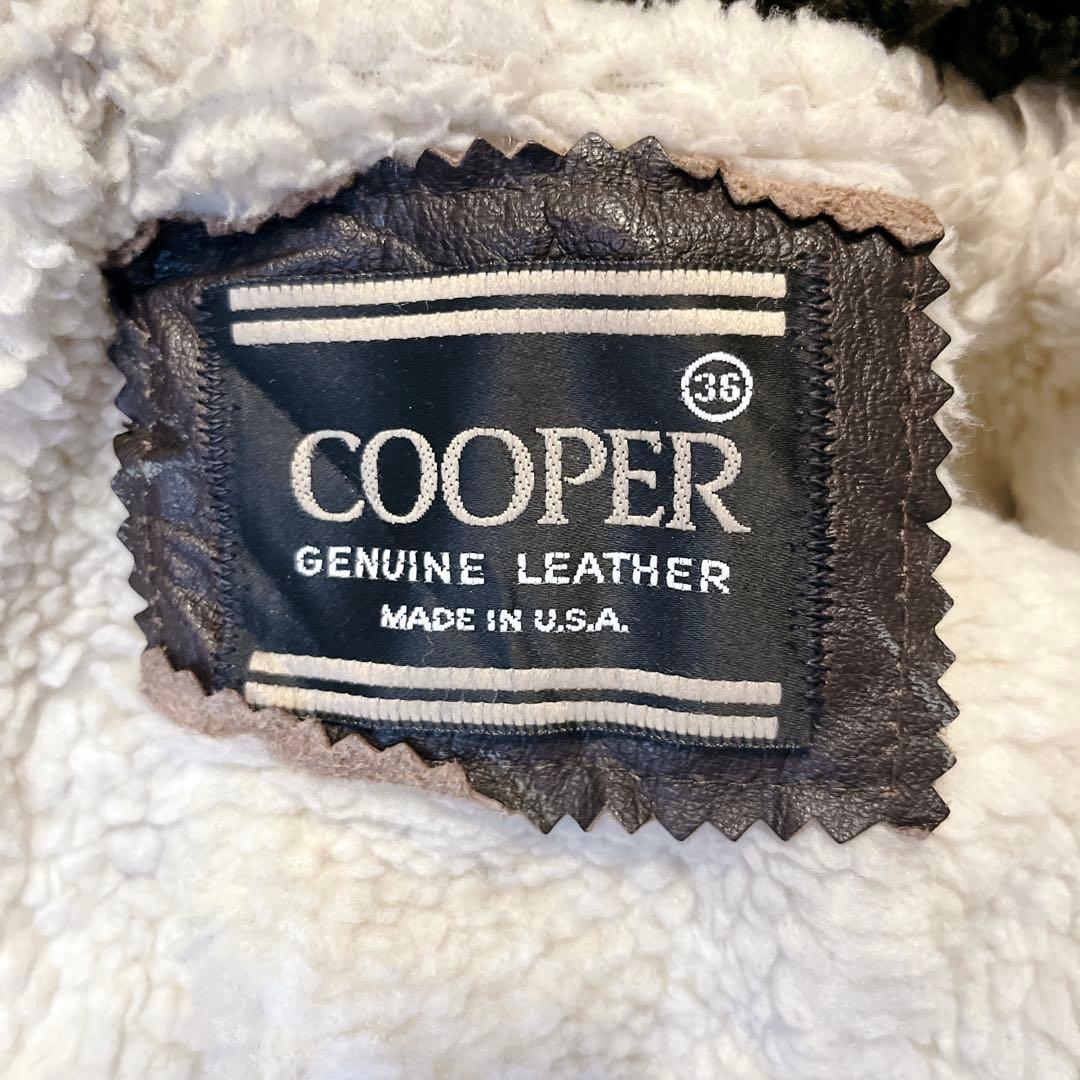 36
COOPER
GENUINE LEATHER
MADE IN U.S.A.